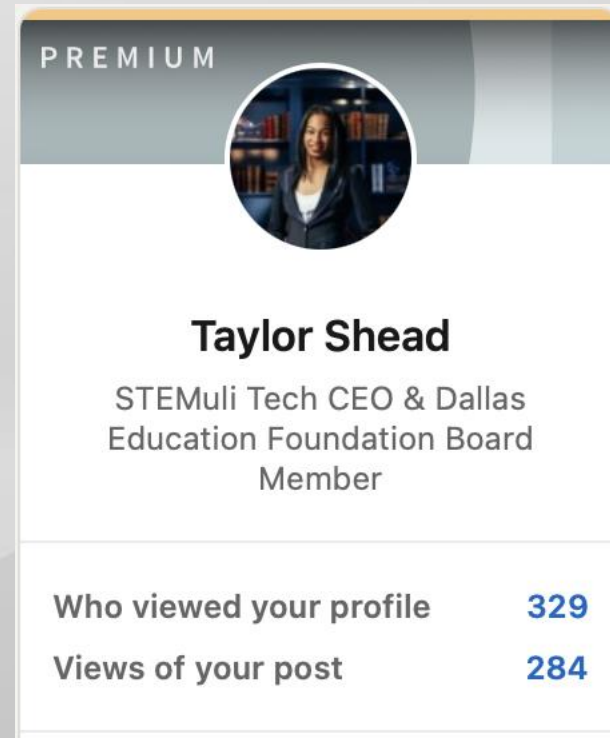 PREMIUM
Taylor Shead
STEMuli Tech CEO & Dallas
Education Foundation Board
Member
Who viewed your profile 329
Views of your post 284